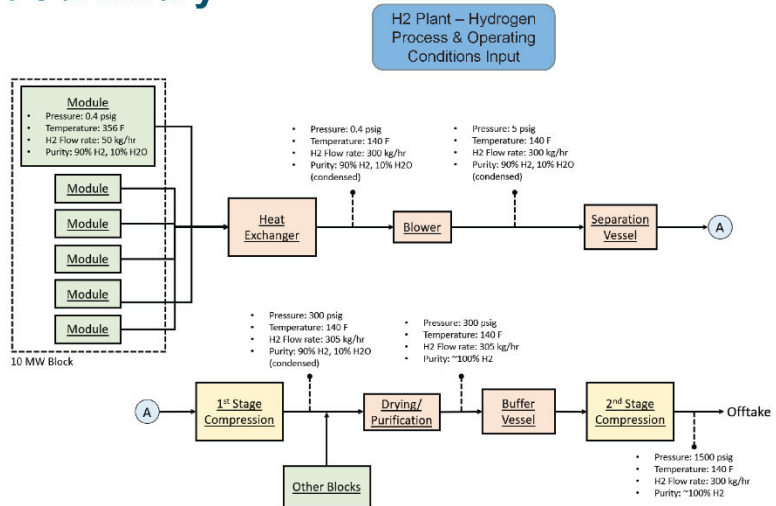 H2 Plant – Hydrogen
Process & Operating
Conditions Input
Module
• Pressure: 0.4 psig
• Temperature: 356 F
• H2 Flow rate: 50 kg/hr
• Purity: 90% H2, 10% H2O
Module
Module
Module
Module
Module
10 MW Block
Heat
Exchanger
• Pressure: 0.4 psig
• Temperature: 140 F
• H2 Flow rate: 300 kg/hr
• Purity: 90% H2, 10% H2O
(condensed)
Blower
• Pressure: 5 psig
• Temperature: 140 F
• H2 Flow rate: 300 kg/hr
• Purity: 90% H2, 10% H2O
(condensed)
Separation
Vessel
A
A
1st Stage
Compression
• Pressure: 300 psig
• Temperature: 140 F
• H2 Flow rate: 305 kg/hr
• Purity: 90% H2, 10% H2O
(condensed)
Other Blocks
Drying/
Purification
• Pressure: 300 psig
• Temperature: 140 F
• H2 Flow rate: 305 kg/hr
• Purity: ~100% H2
Buffer
Vessel
2nd Stage
Compression
Offtake
• Pressure: 1500 psig
• Temperature: 140 F
• H2 Flow rate: 300 kg/hr
• Purity: ~100% H2